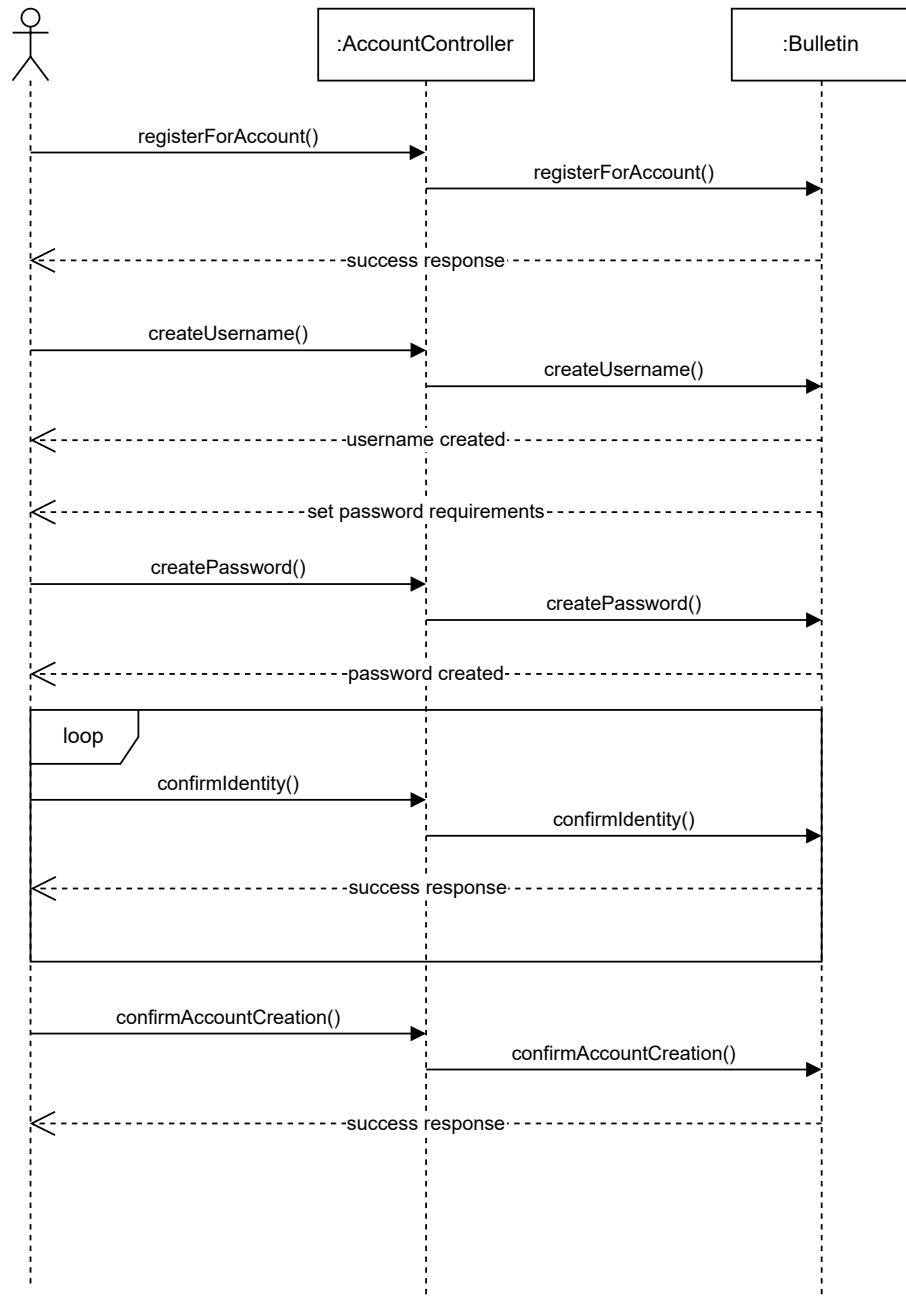 :AccountController
:Bulletin
registerForAccount()
registerForAccount()
success response
createUsername()
createUsername()
username created
set password requirements
createPassword()
createPassword()
password created
loop
confirmIdentity()
confirmIdentity()
success response
confirmAccountCreation()
confirmAccountCreation()
success response